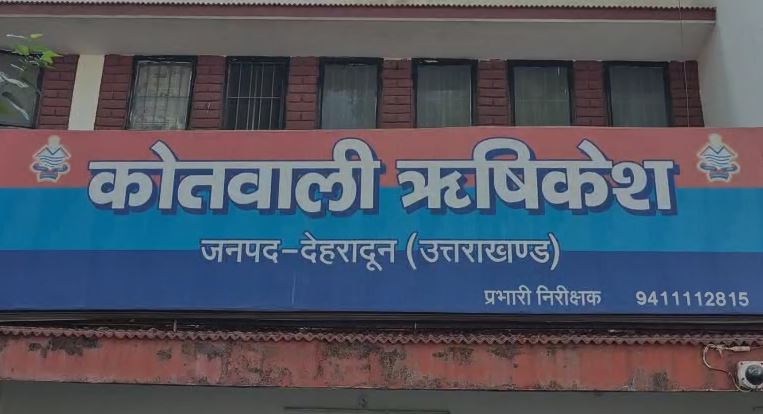 कोतवाली ऋषिकेश
जनपद-देहरादून (उत्तराखण्ड)
प्रभारी निरीक्षक 9411112815